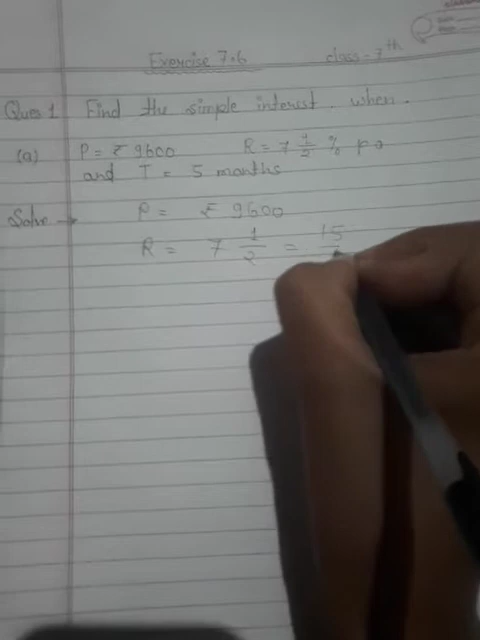 Exercise 7.6 class - 7th
Ques 1 Find the simple interest, when.
(a) P = ₹ 9600 R = 7 1/2 % pa
and T = 5 months
Solve → P = ₹ 9600
R = 7 1/2 = 15